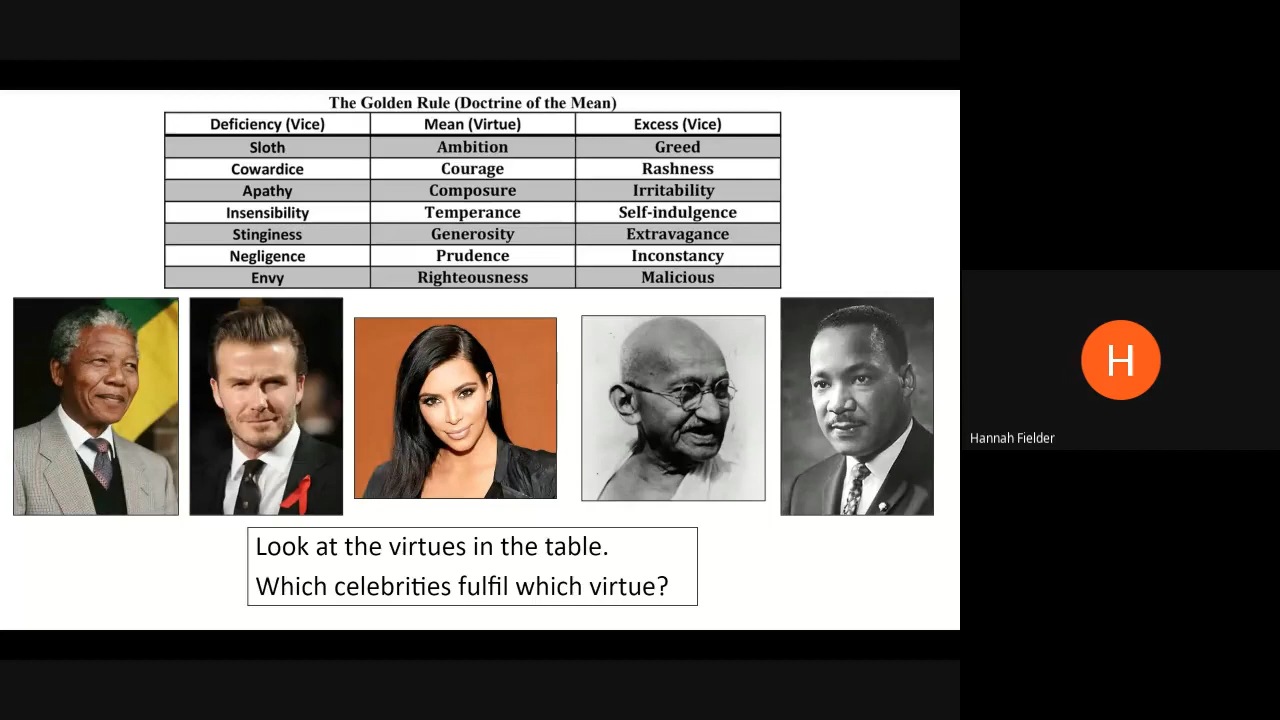 The Golden Rule (Doctrine of the Mean)
Deficiency (Vice) Mean (Virtue) Excess (Vice)
Sloth Ambition Greed
Cowardice Courage Rashness
Apathy Composure Irritability
Insensibility Temperance Self-indulgence
Stinginess Generosity Extravagance
Negligence Prudence Inconstancy
Envy Righteousness Malicious
Look at the virtues in the table.
Which celebrities fulfil which virtue?
H
Hannah Fielder